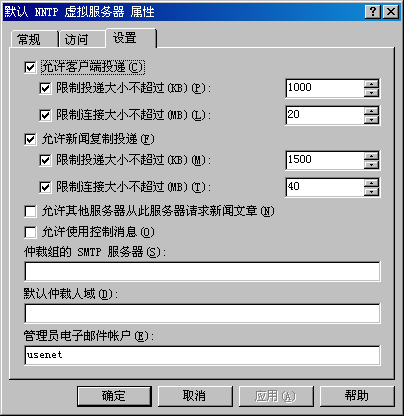 默认 NNTP 虚拟服务器 属性
常规 访问 设置
允许客户端投递(C)
限制投递大小不超过(KB)(P): 1000
限制连接大小不超过(MB)(L): 20
允许新闻复制投递(F)
限制投递大小不超过(KB)(M): 1500
限制连接大小不超过(MB)(T): 40
允许其他服务器从此服务器请求新闻文章(N)
允许使用控制消息(O)
仲裁组的 SMTP 服务器(S):
默认仲裁人域(D):
管理员电子邮件帐户(E):
usenet
确定 取消 应用(A) 帮助